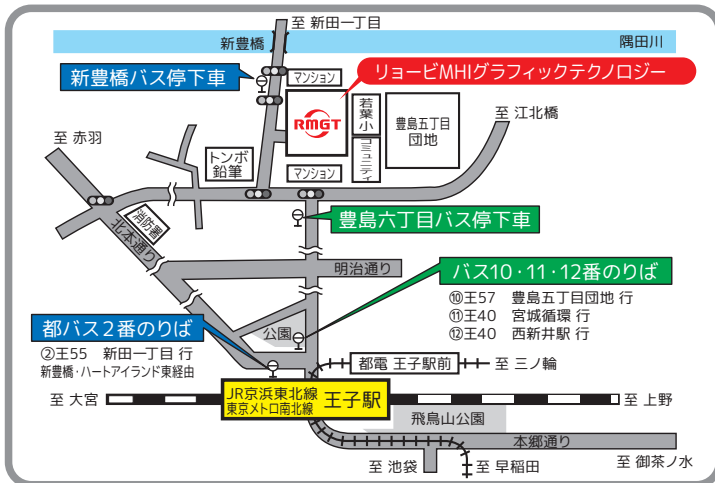 至 新田一丁目
新豊橋
隅田川
新豊橋バス停下車
マンション
リョービMHIグラフィックテクノロジー
RMGT
若葉小
豊島五丁目
団地
至 江北橋
至 赤羽
トンボ
鉛筆
コミュニティ
マンション
消防署
北本通り
豊島六丁目バス停下車
明治通り
バス10・11・12番のりば
⑩王57 豊島五丁目団地 行
⑪王40 宮城循環 行
⑫王40 西新井駅 行
都バス2番のりば
②王55 新田一丁目 行
新豊橋・ハートアイランド東経由
公園
都電 王子駅前
至 三ノ輪
至 大宮
JR京浜東北線
東京メトロ南北線
王子駅
至 上野
飛鳥山公園
本郷通り
至 池袋
至 早稲田
至 御茶ノ水